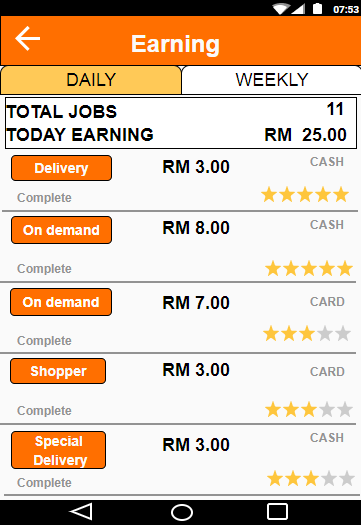 07:53
Earning
DAILY WEEKLY
TOTAL JOBS 11
TODAY EARNING RM 25.00
Delivery RM 3.00 CASH
Complete
On demand RM 8.00 CASH
Complete
On demand RM 7.00 CARD
Complete
Shopper RM 3.00 CARD
Complete
Special Delivery RM 3.00 CASH
Complete